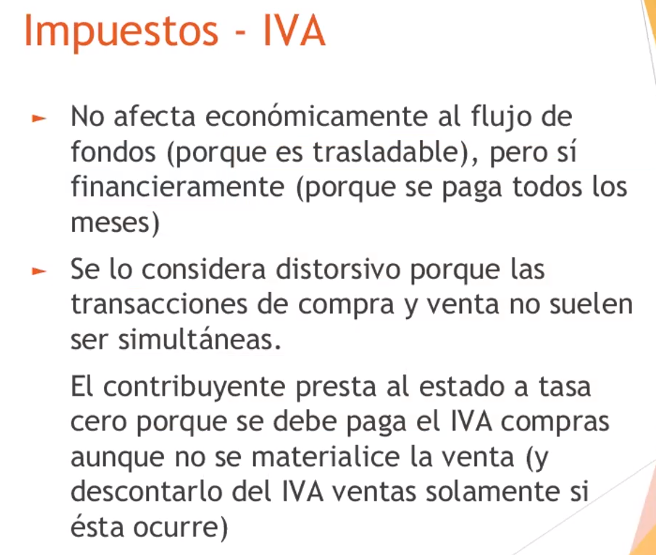 Impuestos - IVA
► No afecta económicamente al flujo de
fondos (porque es trasladable), pero sí
financieramente (porque se paga todos los
meses)
► Se lo considera distorsivo porque las
transacciones de compra y venta no suelen
ser simultáneas.
El contribuyente presta al estado a tasa
cero porque se debe paga el IVA compras
aunque no se materialice la venta (y
descontarlo del IVA ventas solamente si
ésta ocurre)